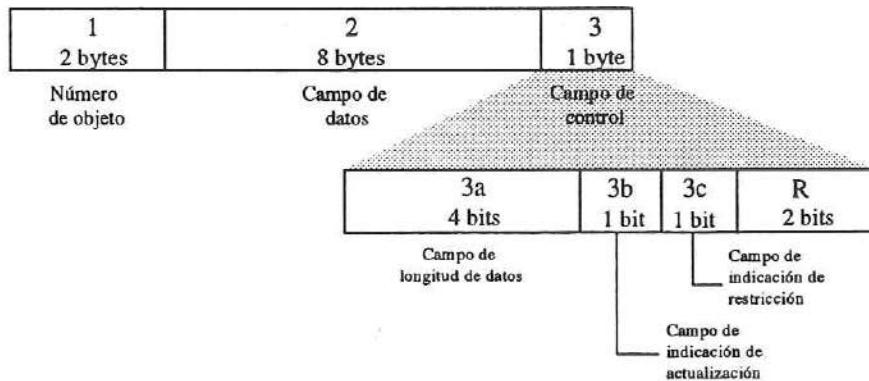 1
2 bytes
2
8 bytes
3
1 byte
Número
de objeto
Campo de
datos
Campo de
control
3a
4 bits
3b
1 bit
3c
1 bit
R
2 bits
Campo de
longitud de datos
Campo de
indicación de
restricción
Campo de
indicación de
actualización